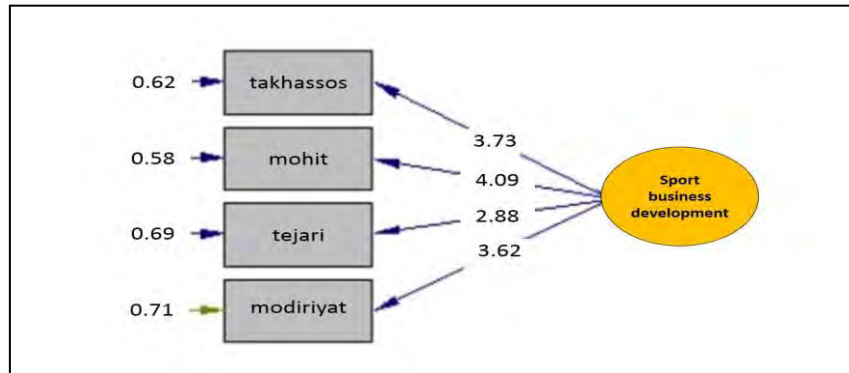 0.62
takhassos
3.73
0.58
mohit
4.09
Sport
business
development
0.69
tejari
2.88
0.71
modiriyat
3.62